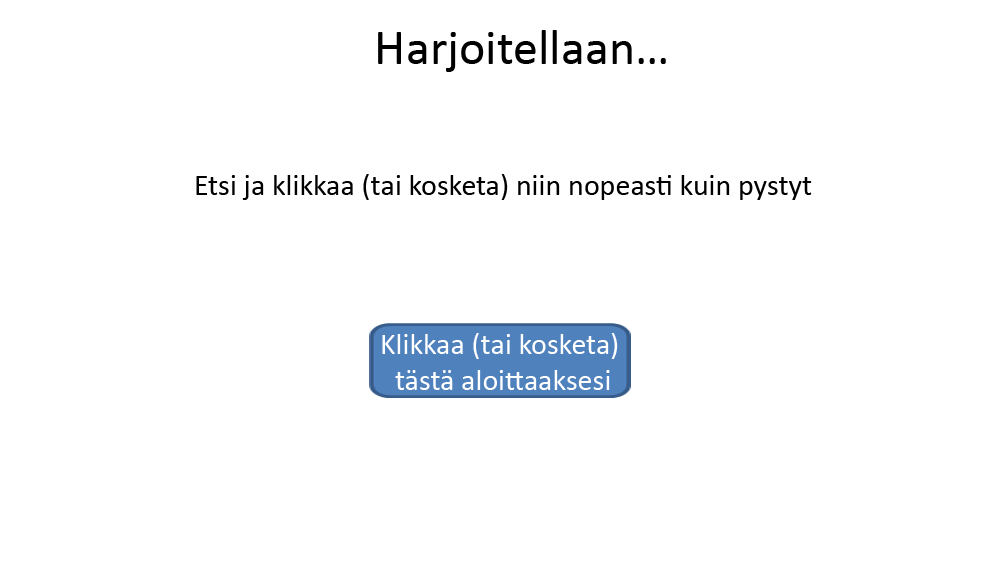 Harjoitellaan...
Etsi ja klikkaa (tai kosketa) niin nopeasti kuin pystyt
Klikkaa (tai kosketa)
tästä aloittaaksesi